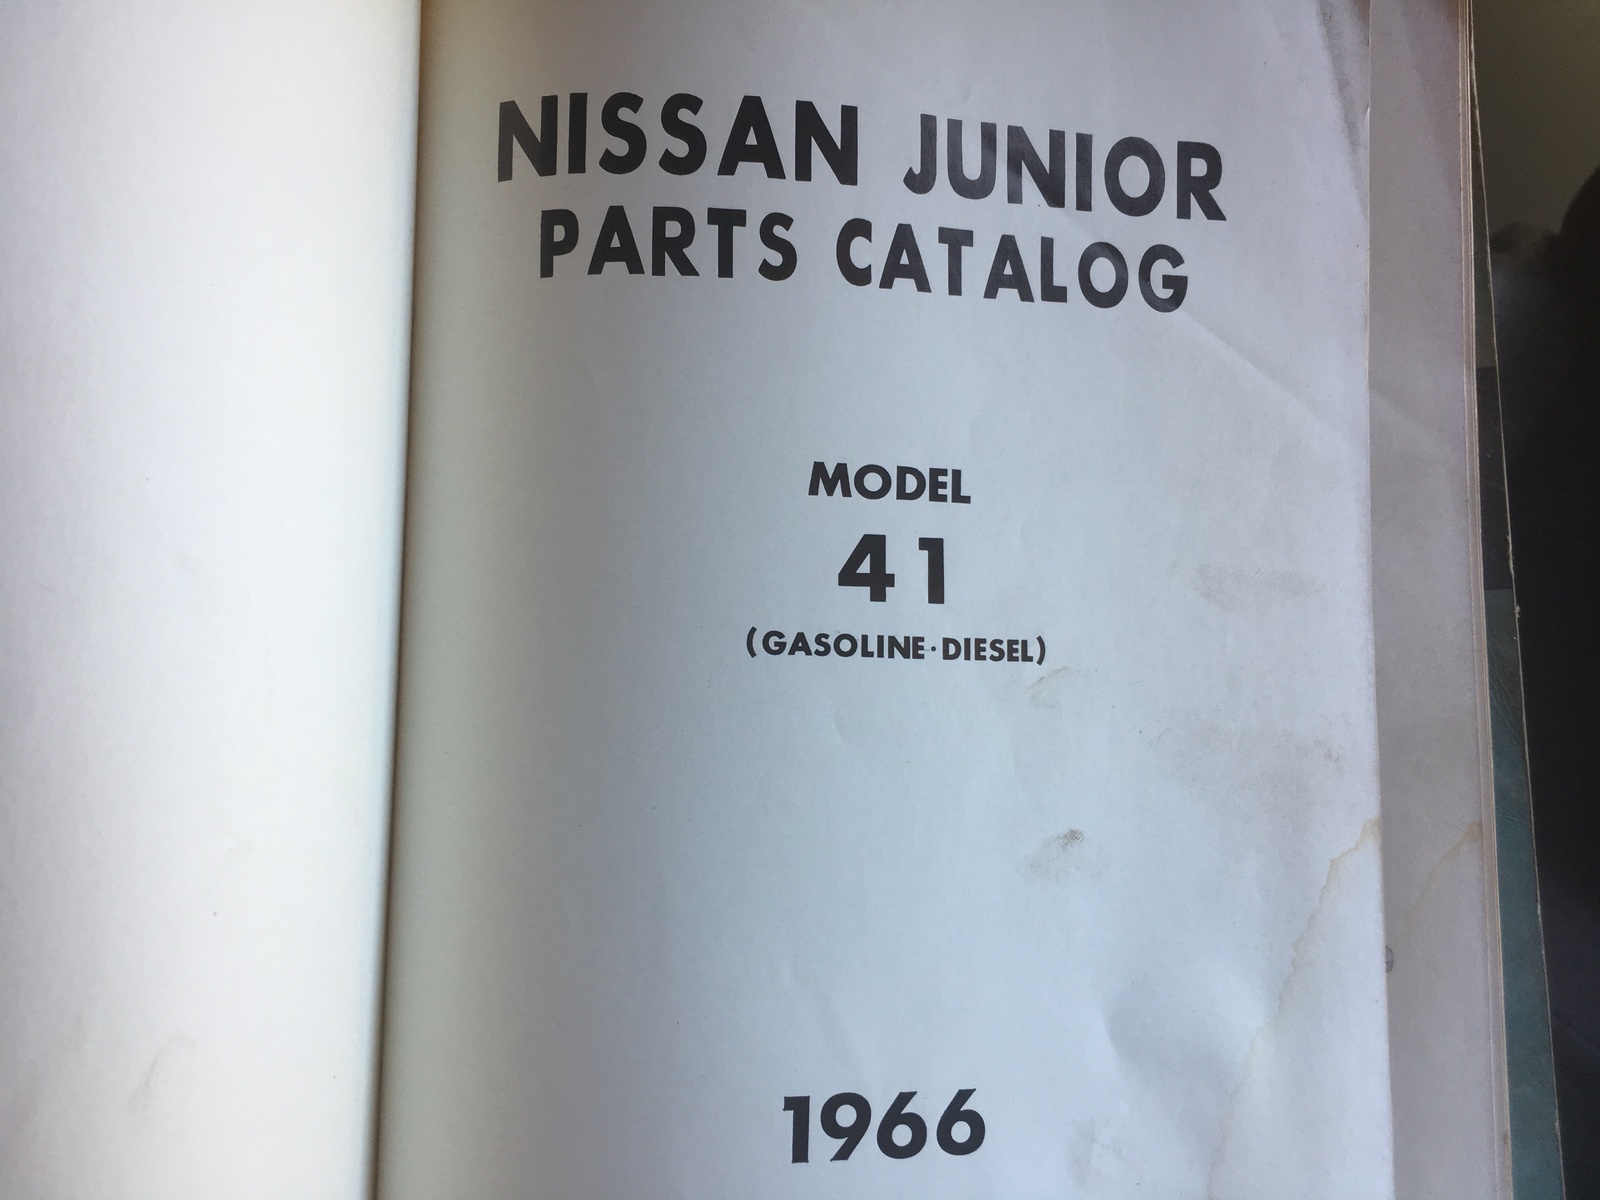 NISSAN JUNIOR
PARTS CATALOG
MODEL
41
(GASOLINE·DIESEL)
1966